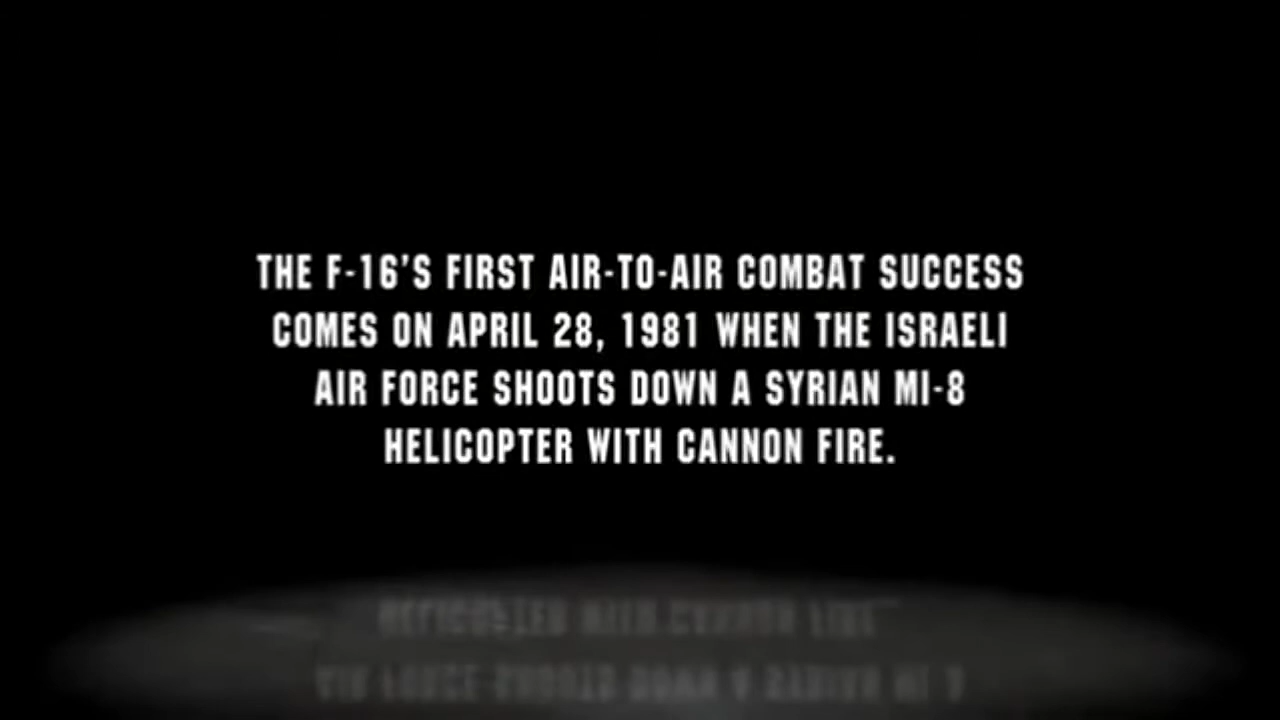 THE F-16'S FIRST AIR-TO-AIR COMBAT SUCCESS
COMES ON APRIL 28, 1981 WHEN THE ISRAELI
AIR FORCE SHOOTS DOWN A SYRIAN MI-8
HELICOPTER WITH CANNON FIRE.